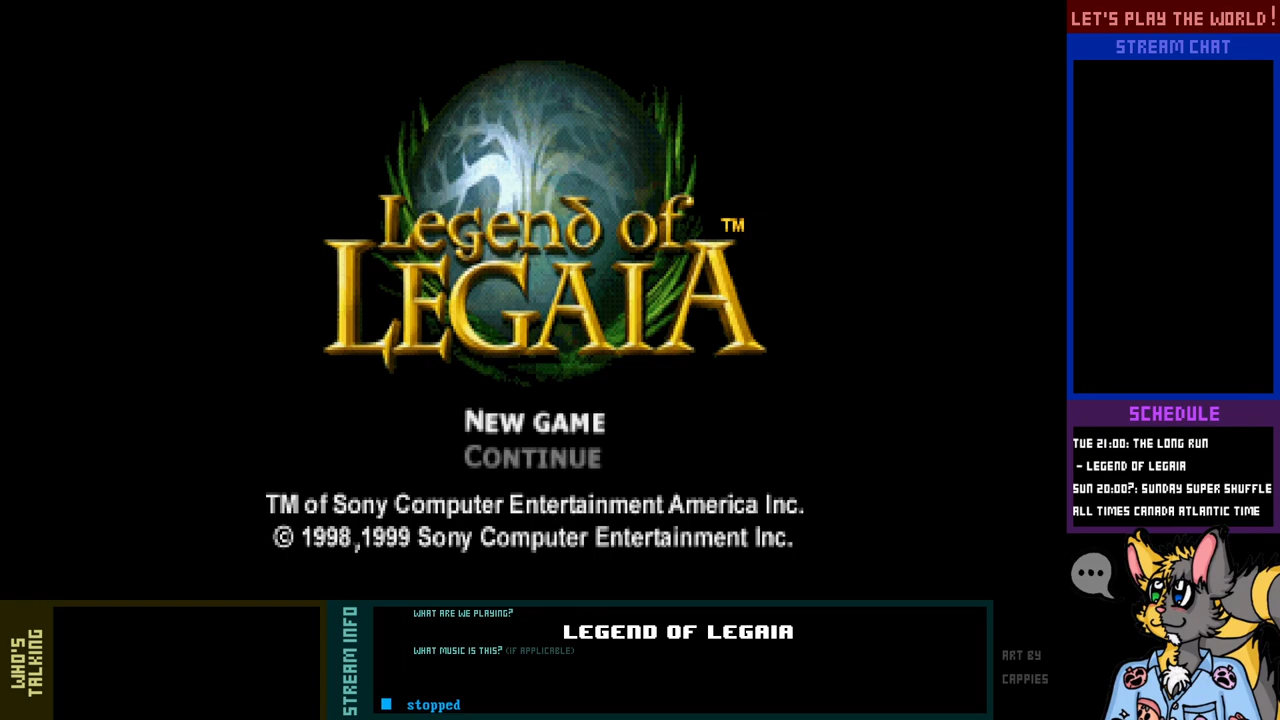 Legend of
LEGAIA
TM
NEW GAME
CONTINUE
TM of Sony Computer Entertainment America Inc.
© 1998,1999 Sony Computer Entertainment Inc.
LET'S PLAY THE WORLD!
STREAM CHAT
SCHEDULE
TUE 21:00: THE LONG RUN
- LEGEND OF LEGAIA
SUN 20:00?: SUNDAY SUPER SHUFFLE
ALL TIMES CANADA ATLANTIC TIME
WHO'S
TALKING
STREAM INFO
WHAT ARE WE PLAYING?
LEGEND OF LEGAIA
WHAT MUSIC IS THIS? (IF APPLICABLE)
stopped
ART BY
CAPPIES